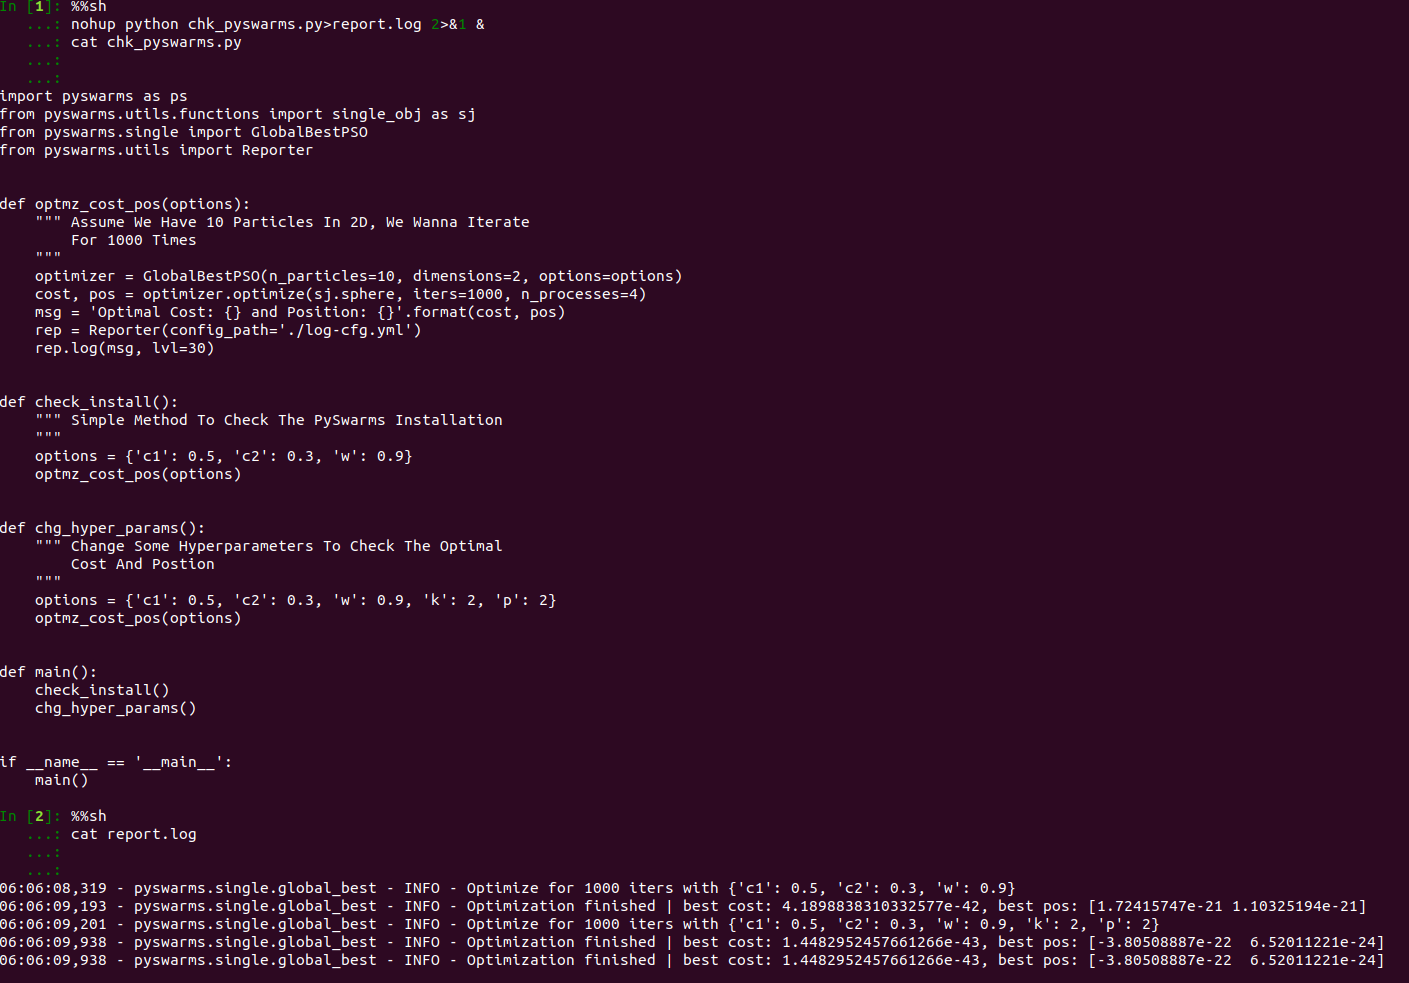 In [1]: %%sh
   ...: nohup python chk_pyswarms.py>report.log 2>&1 &
   ...: cat chk_pyswarms.py
   ...:
   ...:
import pyswarms as ps
from pyswarms.utils.functions import single_obj as sj
from pyswarms.single import GlobalBestPSO
from pyswarms.utils import Reporter
def optmz_cost_pos(options):
    """ Assume We Have 10 Particles In 2D, We Wanna Iterate
        For 1000 Times
    """
    optimizer = GlobalBestPSO(n_particles=10, dimensions=2, options=options)
    cost, pos = optimizer.optimize(sj.sphere, iters=1000, n_processes=4)
    msg = 'Optimal Cost: {} and Position: {}'.format(cost, pos)
    rep = Reporter(config_path='./log-cfg.yml')
    rep.log(msg, lvl=30)
def check_install():
    """ Simple Method To Check The PySwarms Installation
    """
    options = {'c1': 0.5, 'c2': 0.3, 'w': 0.9}
    optmz_cost_pos(options)
def chg_hyper_params():
    """ Change Some Hyperparameters To Check The Optimal
        Cost And Postion
    """
    options = {'c1': 0.5, 'c2': 0.3, 'w': 0.9, 'k': 2, 'p': 2}
    optmz_cost_pos(options)
def main():
    check_install()
    chg_hyper_params()
if __name__ == '__main__':
    main()
In [2]: %%sh
   ...: cat report.log
   ...:
   ...:
06:06:08,319 - pyswarms.single.global_best - INFO - Optimize for 1000 iters with {'c1': 0.5, 'c2': 0.3, 'w': 0.9}
06:06:09,193 - pyswarms.single.global_best - INFO - Optimization finished | best cost: 4.1898838310332577e-42, best pos: [1.72415747e-21 1.10325194e-21]
06:06:09,201 - pyswarms.single.global_best - INFO - Optimize for 1000 iters with {'c1': 0.5, 'c2': 0.3, 'w': 0.9, 'k': 2, 'p': 2}
06:06:09,938 - pyswarms.single.global_best - INFO - Optimization finished | best cost: 1.4482952457661266e-43, best pos: [-3.80508887e-22  6.52011221e-24]
06:06:09,938 - pyswarms.single.global_best - INFO - Optimization finished | best cost: 1.4482952457661266e-43, best pos: [-3.80508887e-22  6.52011221e-24]